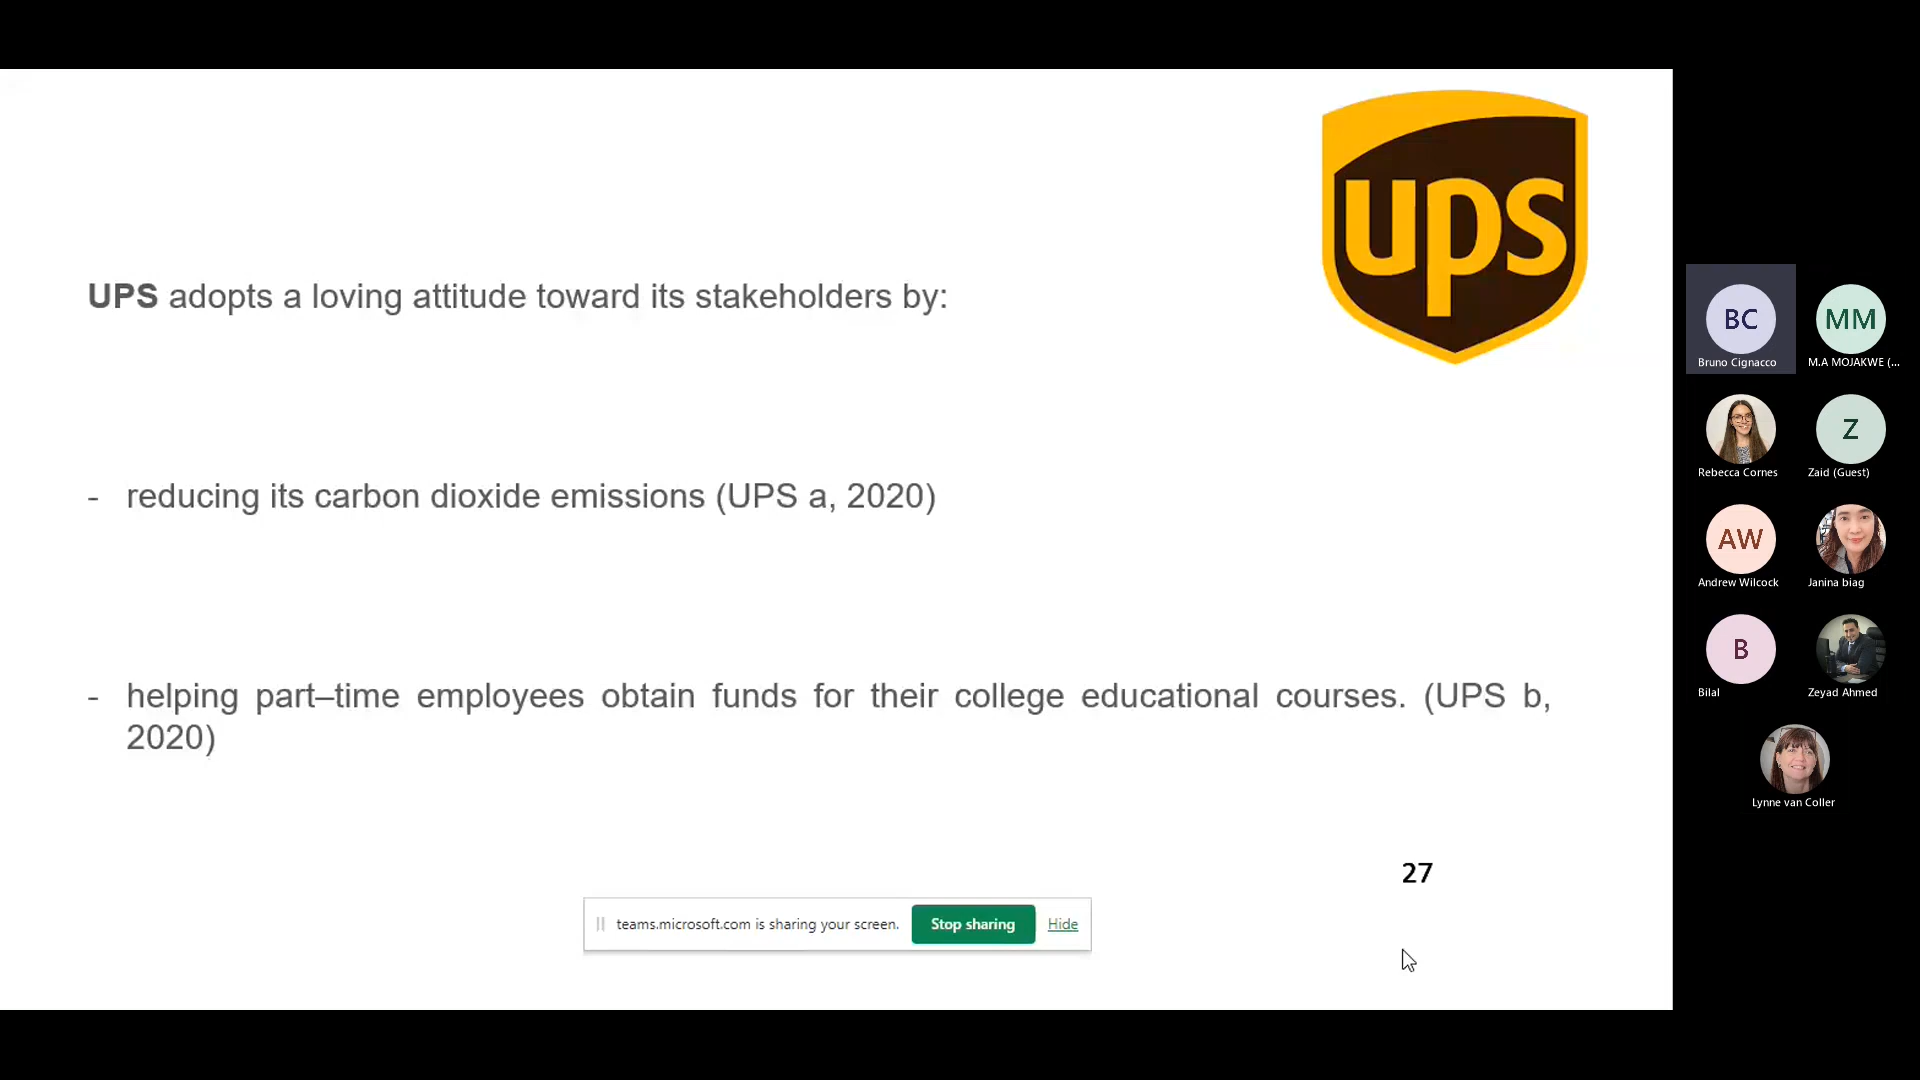 ups
UPS adopts a loving attitude toward its stakeholders by:
- reducing its carbon dioxide emissions (UPS a, 2020)
- helping part–time employees obtain funds for their college educational courses. (UPS b,
2020)
27
teams.microsoft.com is sharing your screen. Stop sharing Hide
BC MM
Bruno Cignacco M.A MOJAKWE (...
Z
Rebecca Cornes Zaid (Guest)
AW
Andrew Wilcock Janina biag
B
Bilal Zeyad Ahmed
Lynne van Coller